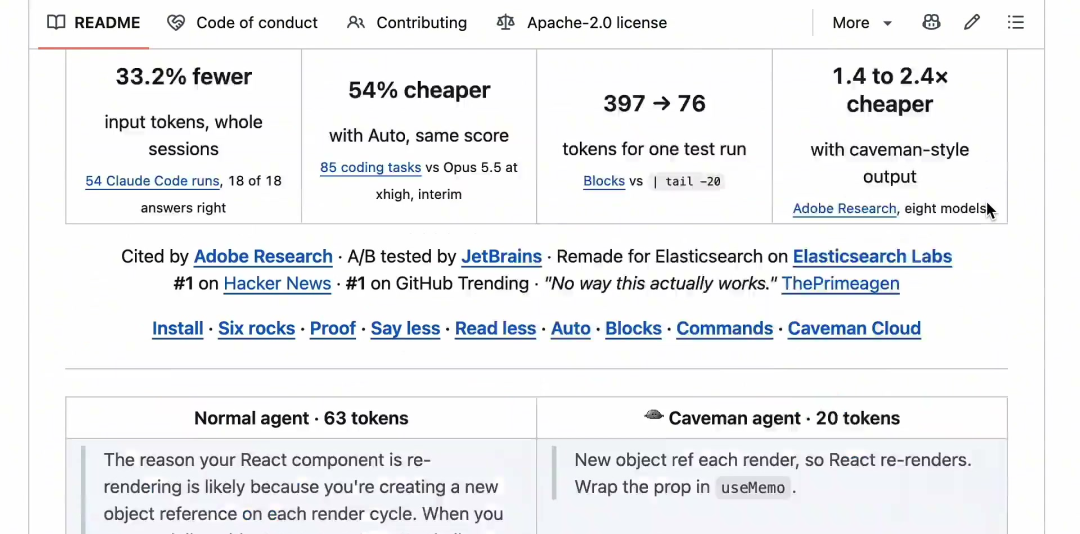 README Code of conduct Contributing Apache-2.0 license More
33.2% fewer
input tokens, whole
sessions
54 Claude Code runs, 18 of 18
answers right
54% cheaper
with Auto, same score
85 coding tasks vs Opus 5.5 at
xhigh, interim
397 → 76
tokens for one test run
Blocks vs | tail -20
1.4 to 2.4×
cheaper
with caveman-style
output
Adobe Research, eight models
Cited by Adobe Research · A/B tested by JetBrains · Remade for Elasticsearch on Elasticsearch Labs
#1 on Hacker News · #1 on GitHub Trending · "No way this actually works." ThePrimeagen
Install · Six rocks · Proof · Say less · Read less · Auto · Blocks · Commands · Caveman Cloud
Normal agent · 63 tokens
The reason your React component is re-
rendering is likely because you're creating a new
object reference on each render cycle. When you
Caveman agent · 20 tokens
New object ref each render, so React re-renders.
Wrap the prop in useMemo.